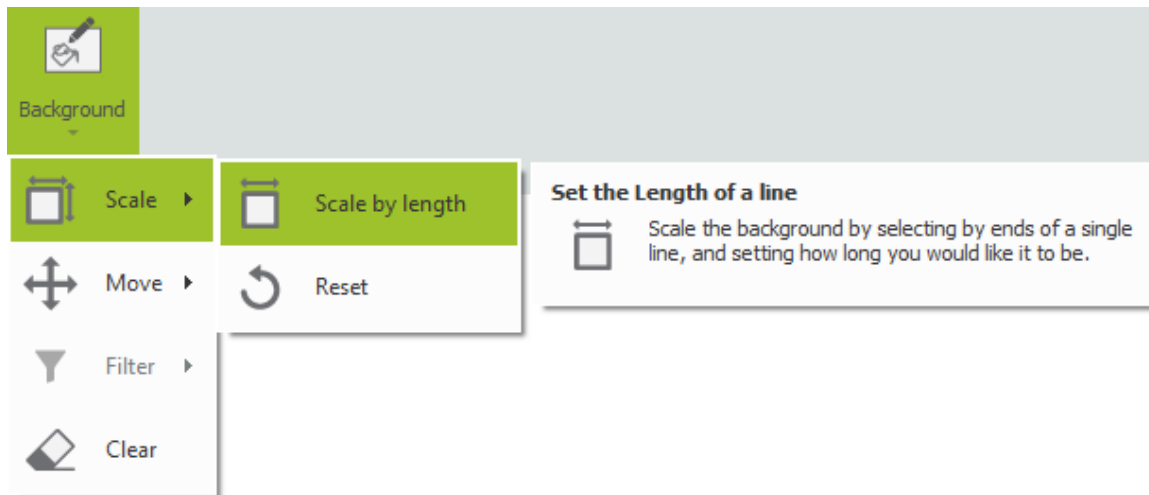 Background
Scale
Scale by length
Set the Length of a line
Scale the background by selecting by ends of a single
line, and setting how long you would like it to be.
Move
Reset
Filter
Clear